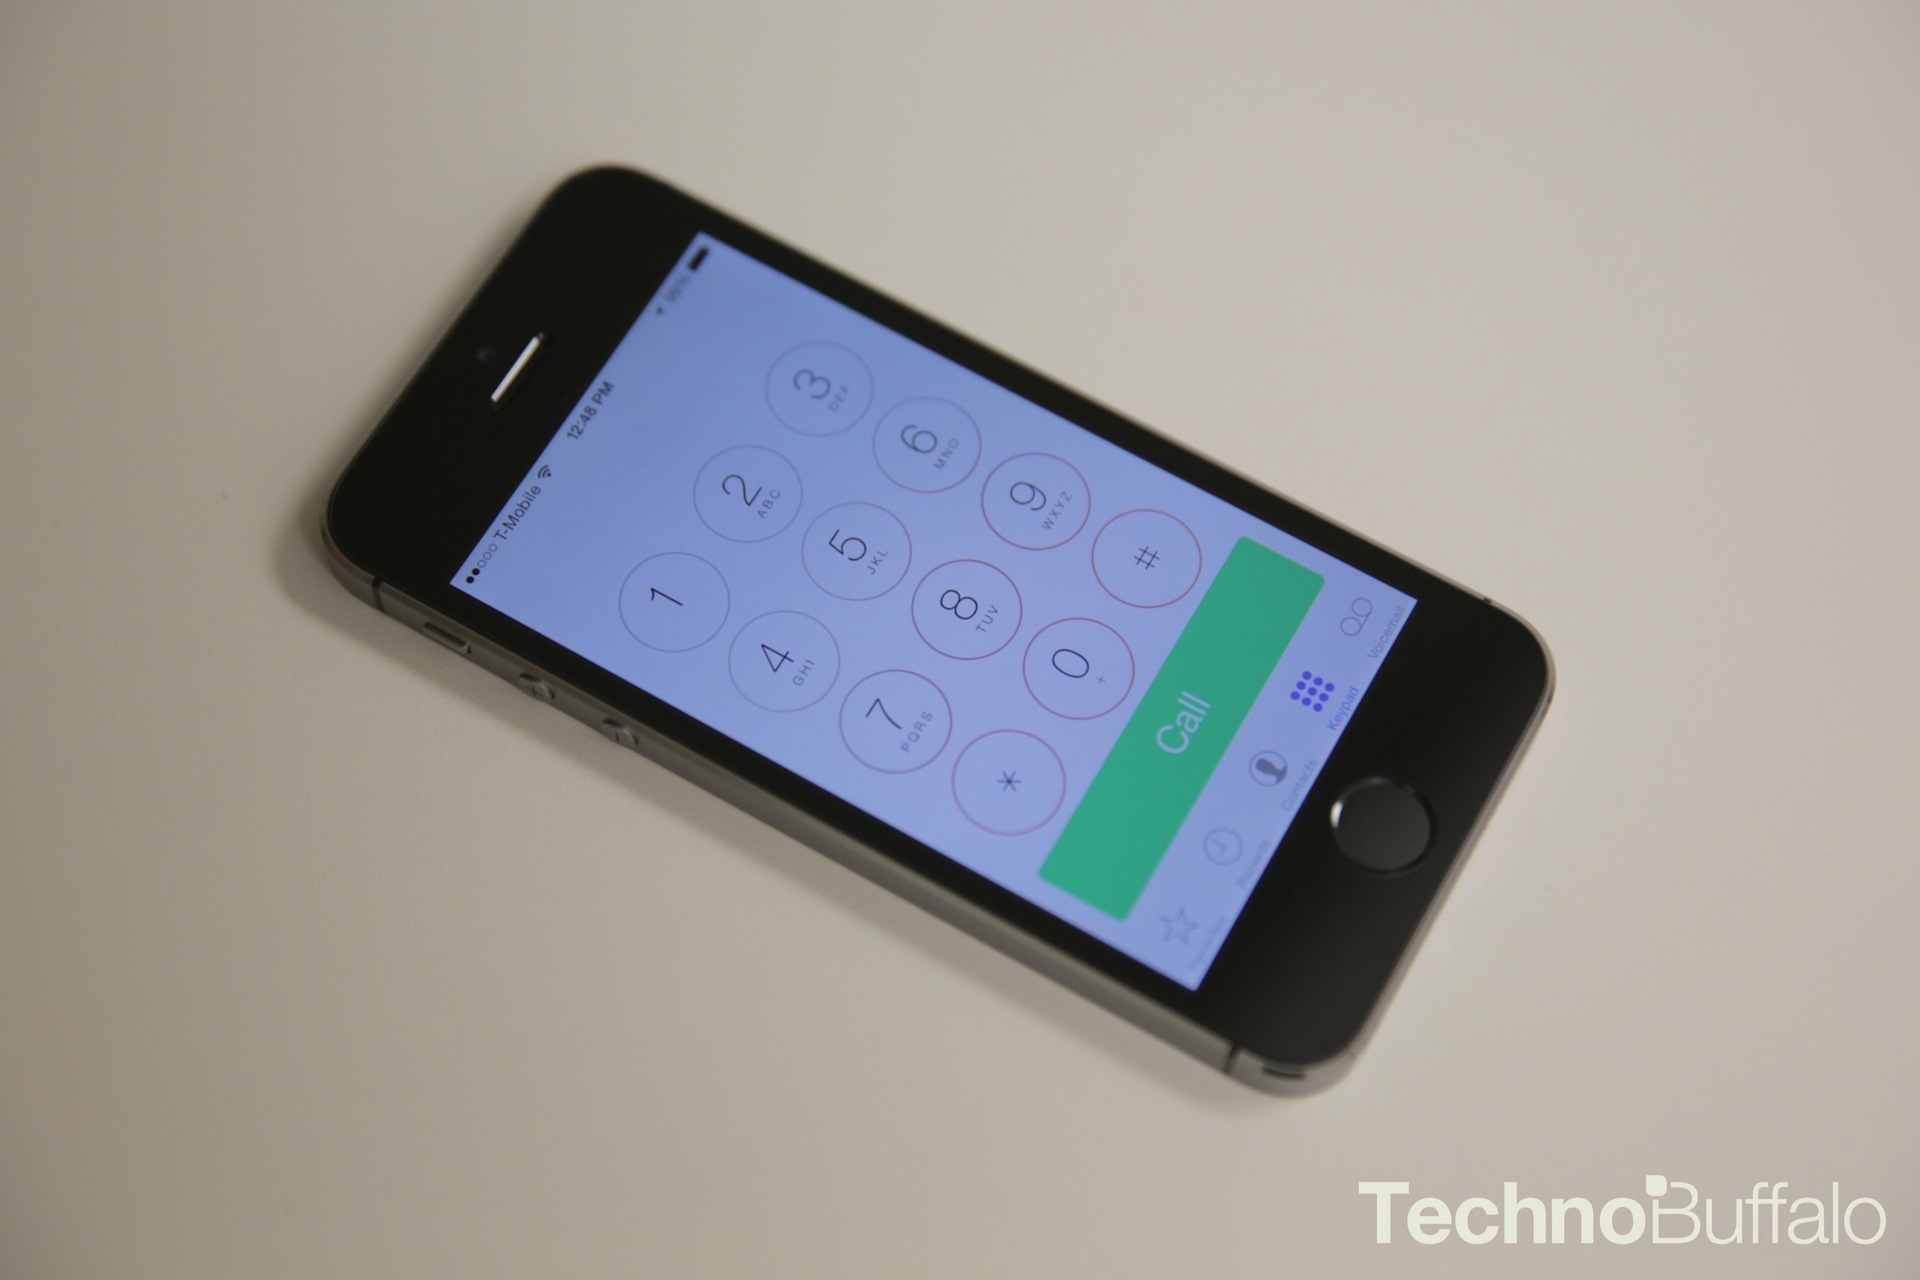 ●●○○○ T-Mobile 12:48 PM 99%
1 2 ABC 3 DEF
4 GHI 5 JKL 6 MNO
7 PQRS 8 TUV 9 WXYZ
* 0 + #
Call
Favorites Recents Contacts Keypad Voicemail
TechnoBuffalo